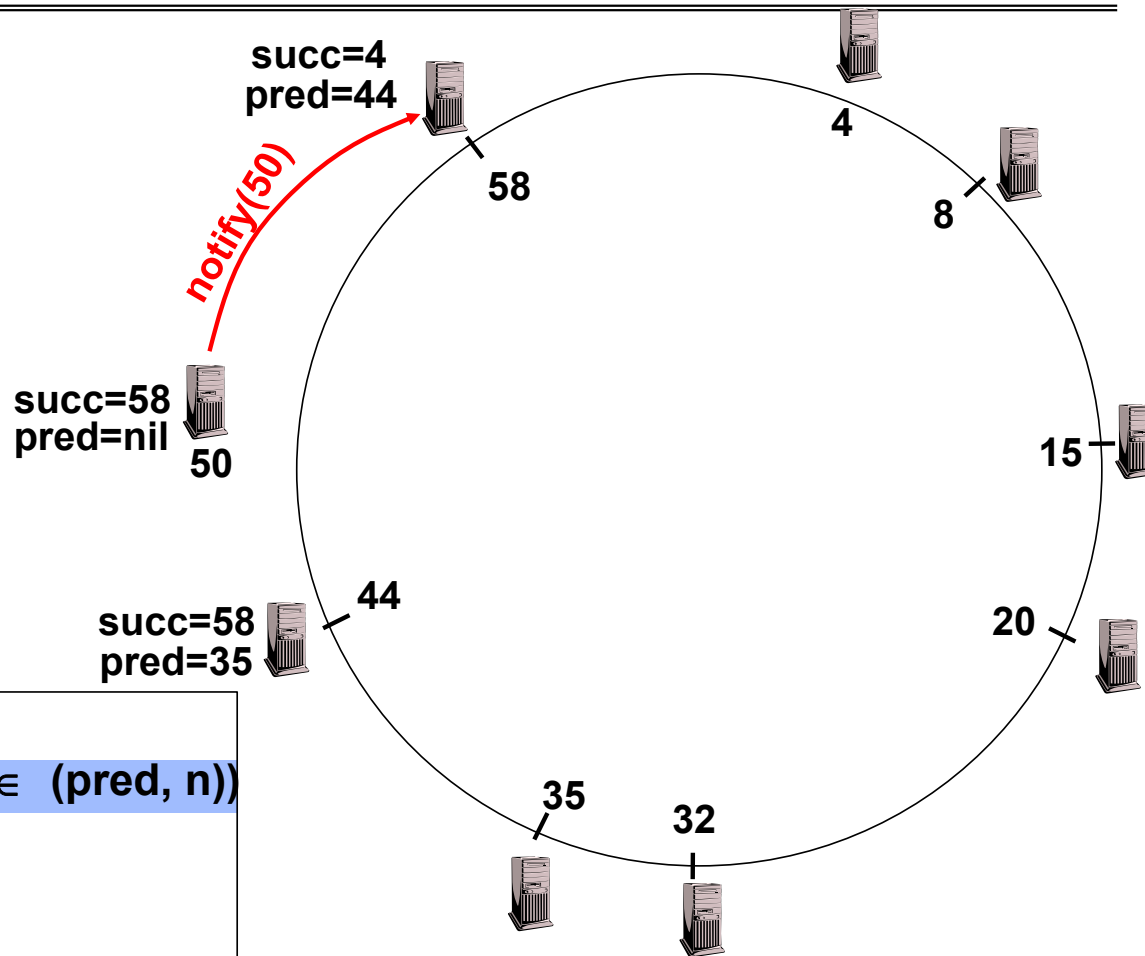 succ=4
pred=44
4
58
8
notify(50)
succ=58
pred=nil
50
15
44
succ=58
pred=35
20
∈ (pred, n))
35
32